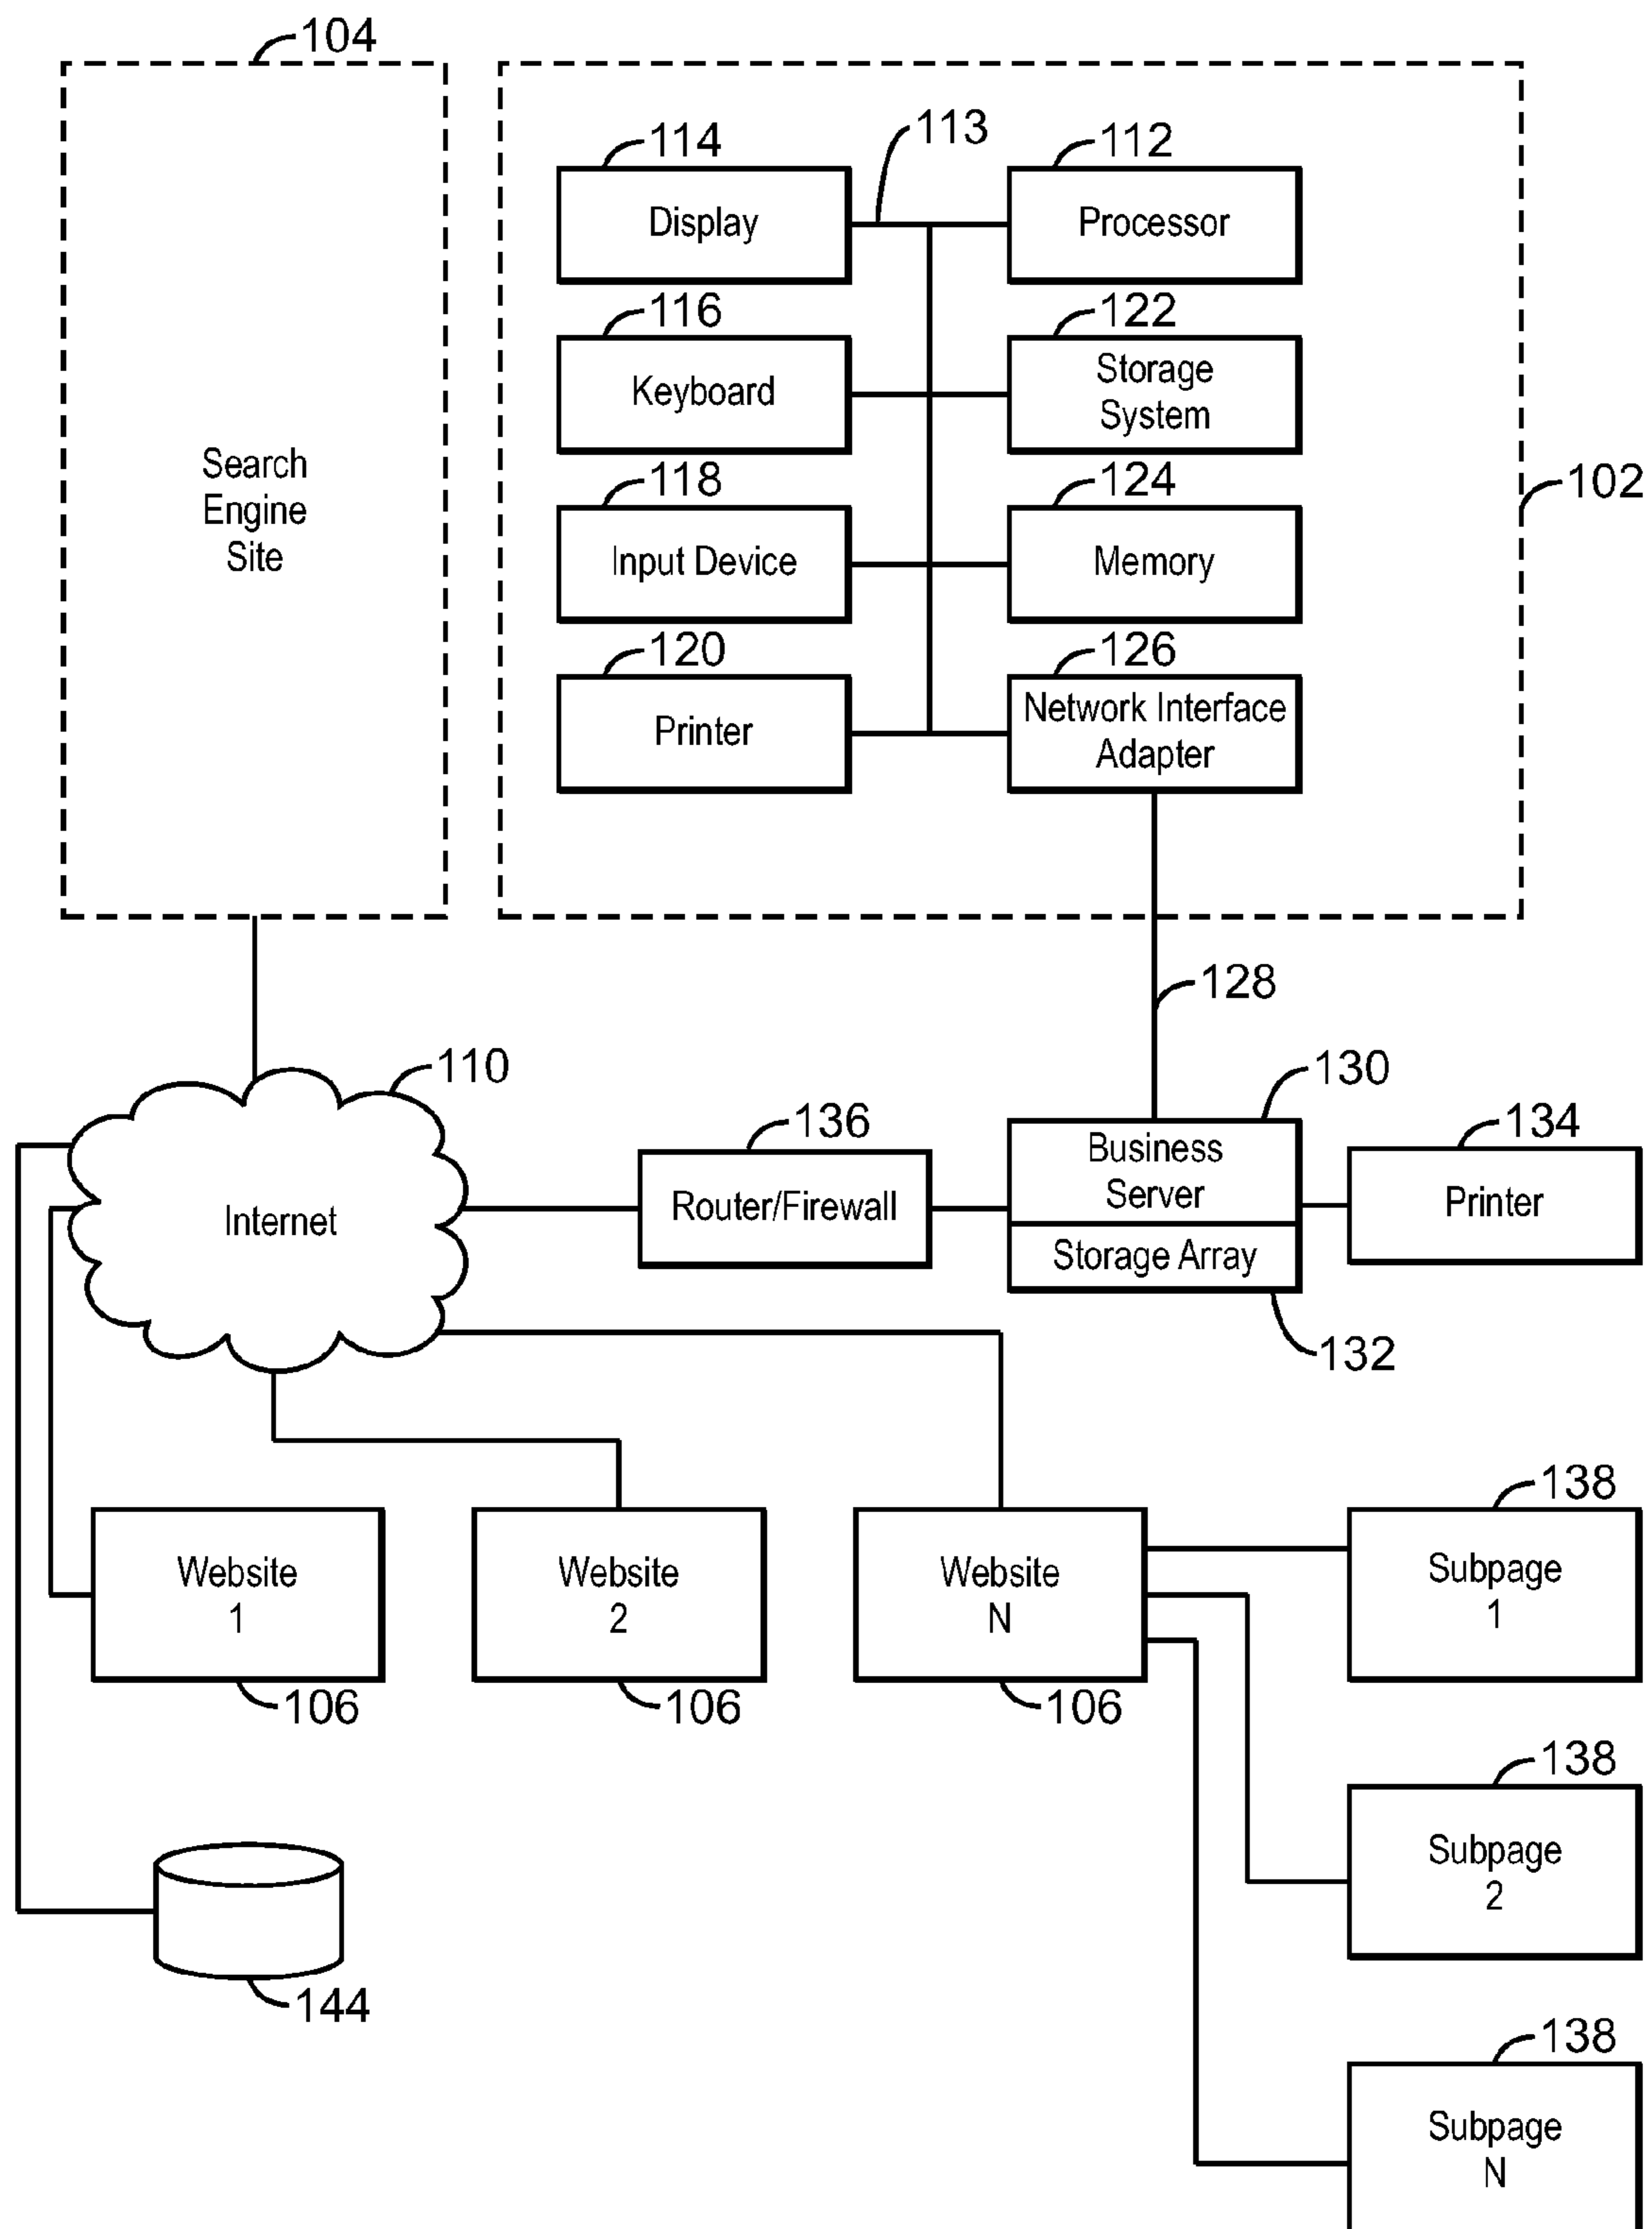 104
Search
Engine
Site
102
114
Display
113
112
Processor
116
Keyboard
122
Storage
System
118
Input Device
124
Memory
120
Printer
126
Network Interface
Adapter
128
110
Internet
136
Router/Firewall
130
Business
Server
Storage Array
132
134
Printer
Website
1
106
Website
2
106
Website
N
106
138
Subpage
1
138
Subpage
2
138
Subpage
N
144